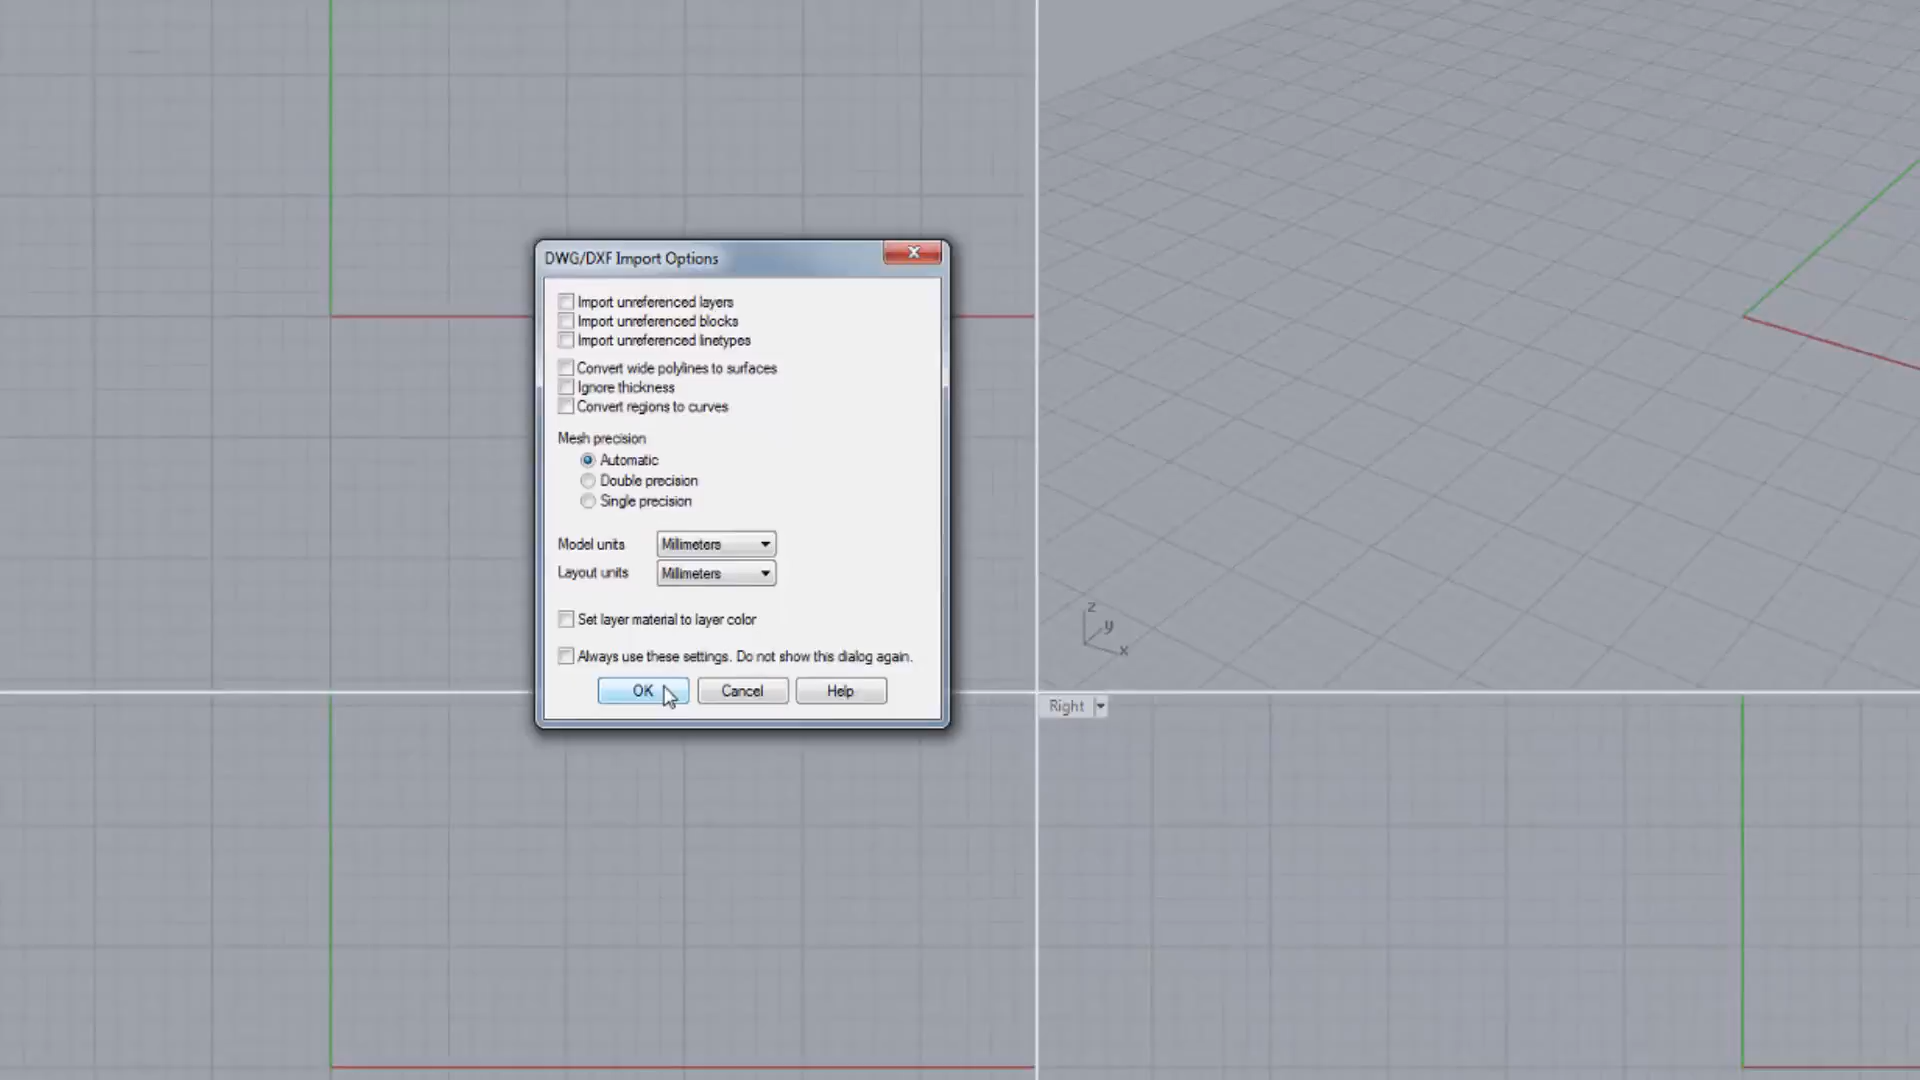 DWG/DXF Import Options
Import unreferenced layers
Import unreferenced blocks
Import unreferenced linetypes
Convert wide polylines to surfaces
Ignore thickness
Convert regions to curves
Mesh precision
Automatic
Double precision
Single precision
Model units Millimeters
Layout units Millimeters
Set layer material to layer color
Always use these settings. Do not show this dialog again.
OK Cancel Help
z
y
x
Right